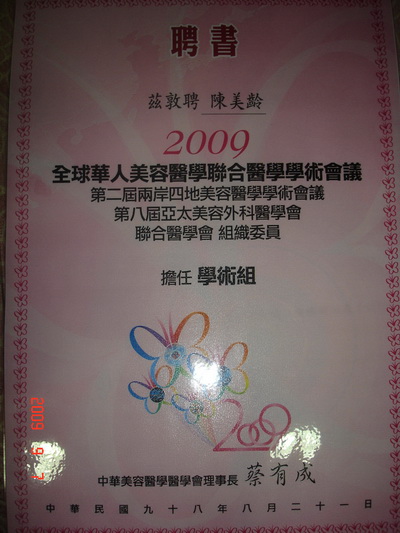 聘書
茲敦聘 陳美齡
2009
全球華人美容醫學聯合醫學學術會議
第二屆兩岸四地美容醫學學術會議
第八屆亞太美容外科醫學會
聯合醫學會 組織委員
擔任 學術組
2009
中華美容醫學醫學會理事長 蔡有成
中華民國九十八年八月二十一日
2009 9 7